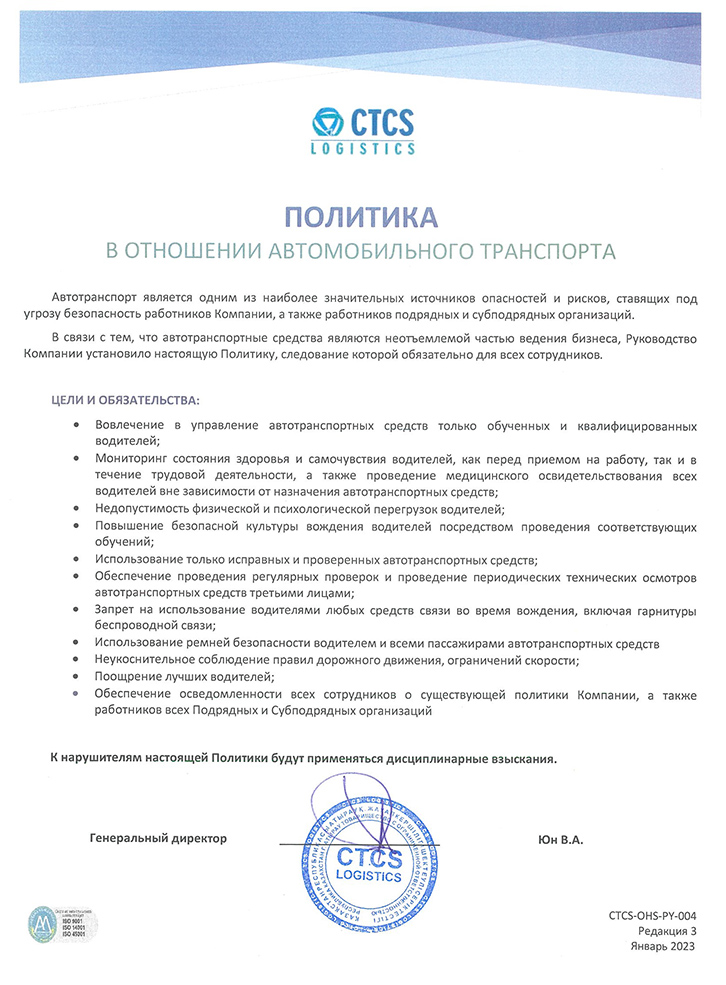 CTCS
LOGISTICS
ПОЛИТИКА
В ОТНОШЕНИИ АВТОМОБИЛЬНОГО ТРАНСПОРТА
Автотранспорт является одним из наиболее значительных источников опасностей и рисков, ставящих под
угрозу безопасность работников Компании, а также работников подрядных и субподрядных организаций.
В связи с тем, что автотранспортные средства являются неотъемлемой частью ведения бизнеса, Руководство
Компании установило настоящую Политику, следование которой обязательно для всех сотрудников.
ЦЕЛИ И ОБЯЗАТЕЛЬСТВА:
• Вовлечение в управление автотранспортных средств только обученных и квалифицированных
водителей;
• Мониторинг состояния здоровья и самочувствия водителей, как перед приемом на работу, так и в
течение трудовой деятельности, а также проведение медицинского освидетельствования всех
водителей вне зависимости от назначения автотранспортных средств;
• Недопустимость физической и психологической перегрузок водителей;
• Повышение безопасной культуры вождения водителей посредством проведения соответствующих
обучений;
• Использование только исправных и проверенных автотранспортных средств;
• Обеспечение проведения регулярных проверок и проведение периодических технических осмотров
автотранспортных средств третьими лицами;
• Запрет на использование водителями любых средств связи во время вождения, включая гарнитуры
беспроводной связи;
• Использование ремней безопасности водителем и всеми пассажирами автотранспортных средств
• Неукоснительное соблюдение правил дорожного движения, ограничений скорости;
• Поощрение лучших водителей;
• Обеспечение осведомленности всех сотрудников о существующей политики Компании, а также
работников всех Подрядных и Субподрядных организаций
К нарушителям настоящей Политики будут применяться дисциплинарные взыскания.
Генеральный директор
Юн В.А.
CTCS
LOGISTICS
ISO 9001
ISO 14001
ISO 45001
CTCS-OHS-PY-004
Редакция 3
Январь 2023